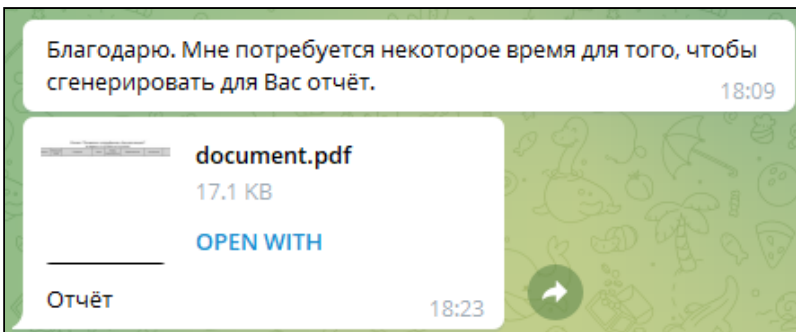 Благодарю. Мне потребуется некоторое время для того, чтобы
сгенерировать для Вас отчёт.
18:09
document.pdf
17.1 KB
OPEN WITH
Отчёт
18:23